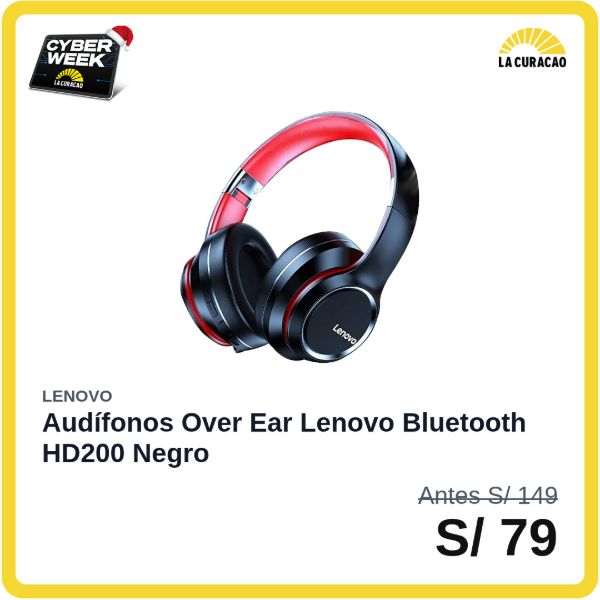 CYBER
WEEK
LA CURACAO
LA CURACAO
Lenovo
LENOVO
Audífonos Over Ear Lenovo Bluetooth
HD200 Negro
Antes S/ 149
S/ 79